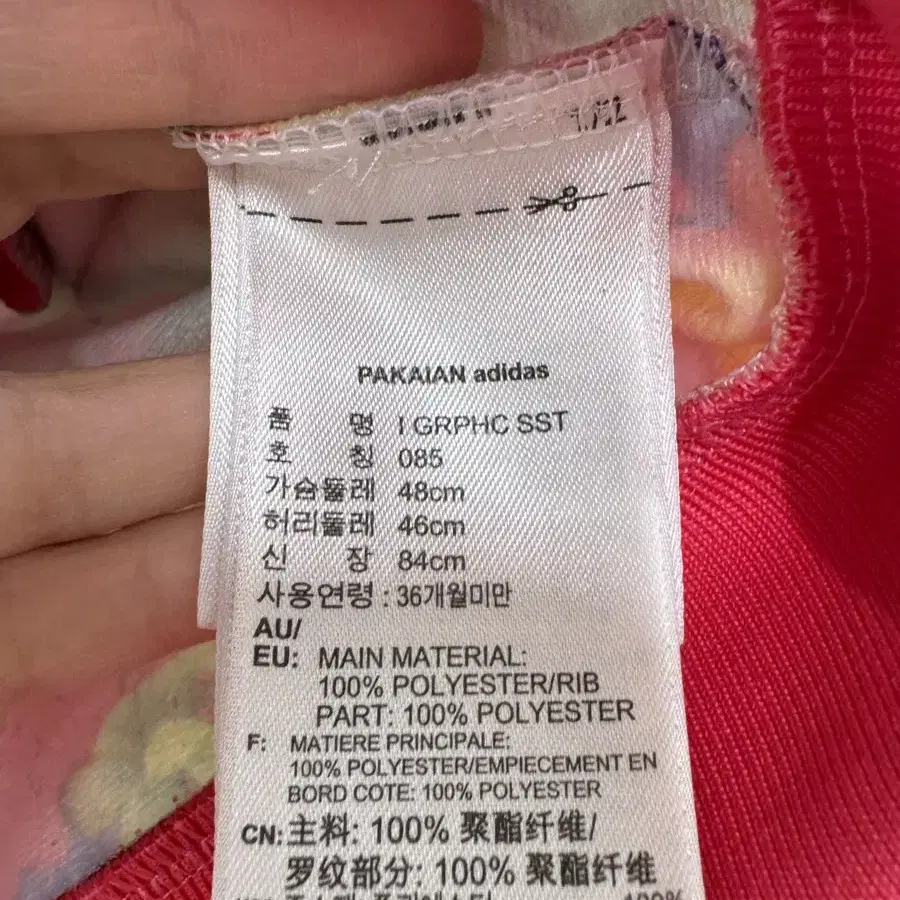 PAKAIAN adidas
품 명 I GRPHC SST
호 칭 085
가슴둘레 48cm
허리둘레 46cm
신 장 84cm
사용연령 : 36개월미만
AU/
EU: MAIN MATERIAL:
100% POLYESTER/RIB
PART: 100% POLYESTER
F: MATIERE PRINCIPALE:
100% POLYESTER/EMPIECEMENT EN
BORD COTE: 100% POLYESTER
CN: 主料: 100% 聚酯纤维/
罗纹部分: 100% 聚酯纤维
100%